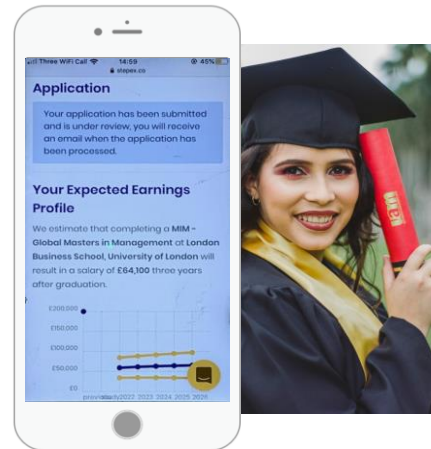 Three WiFi Call 14:59 45%
stepex.co
Application
Your application has been submitted
and is under review, you will receive
an email when the application has
been processed.
Your Expected Earnings
Profile
We estimate that completing a MIM -
Global Masters in Management at London
Business School, University of London will
result in a salary of £64,100 three years
after graduation.
£200,000
£150,000
£100,000
£50,000
£0
2022 2023 2024 2025 2026